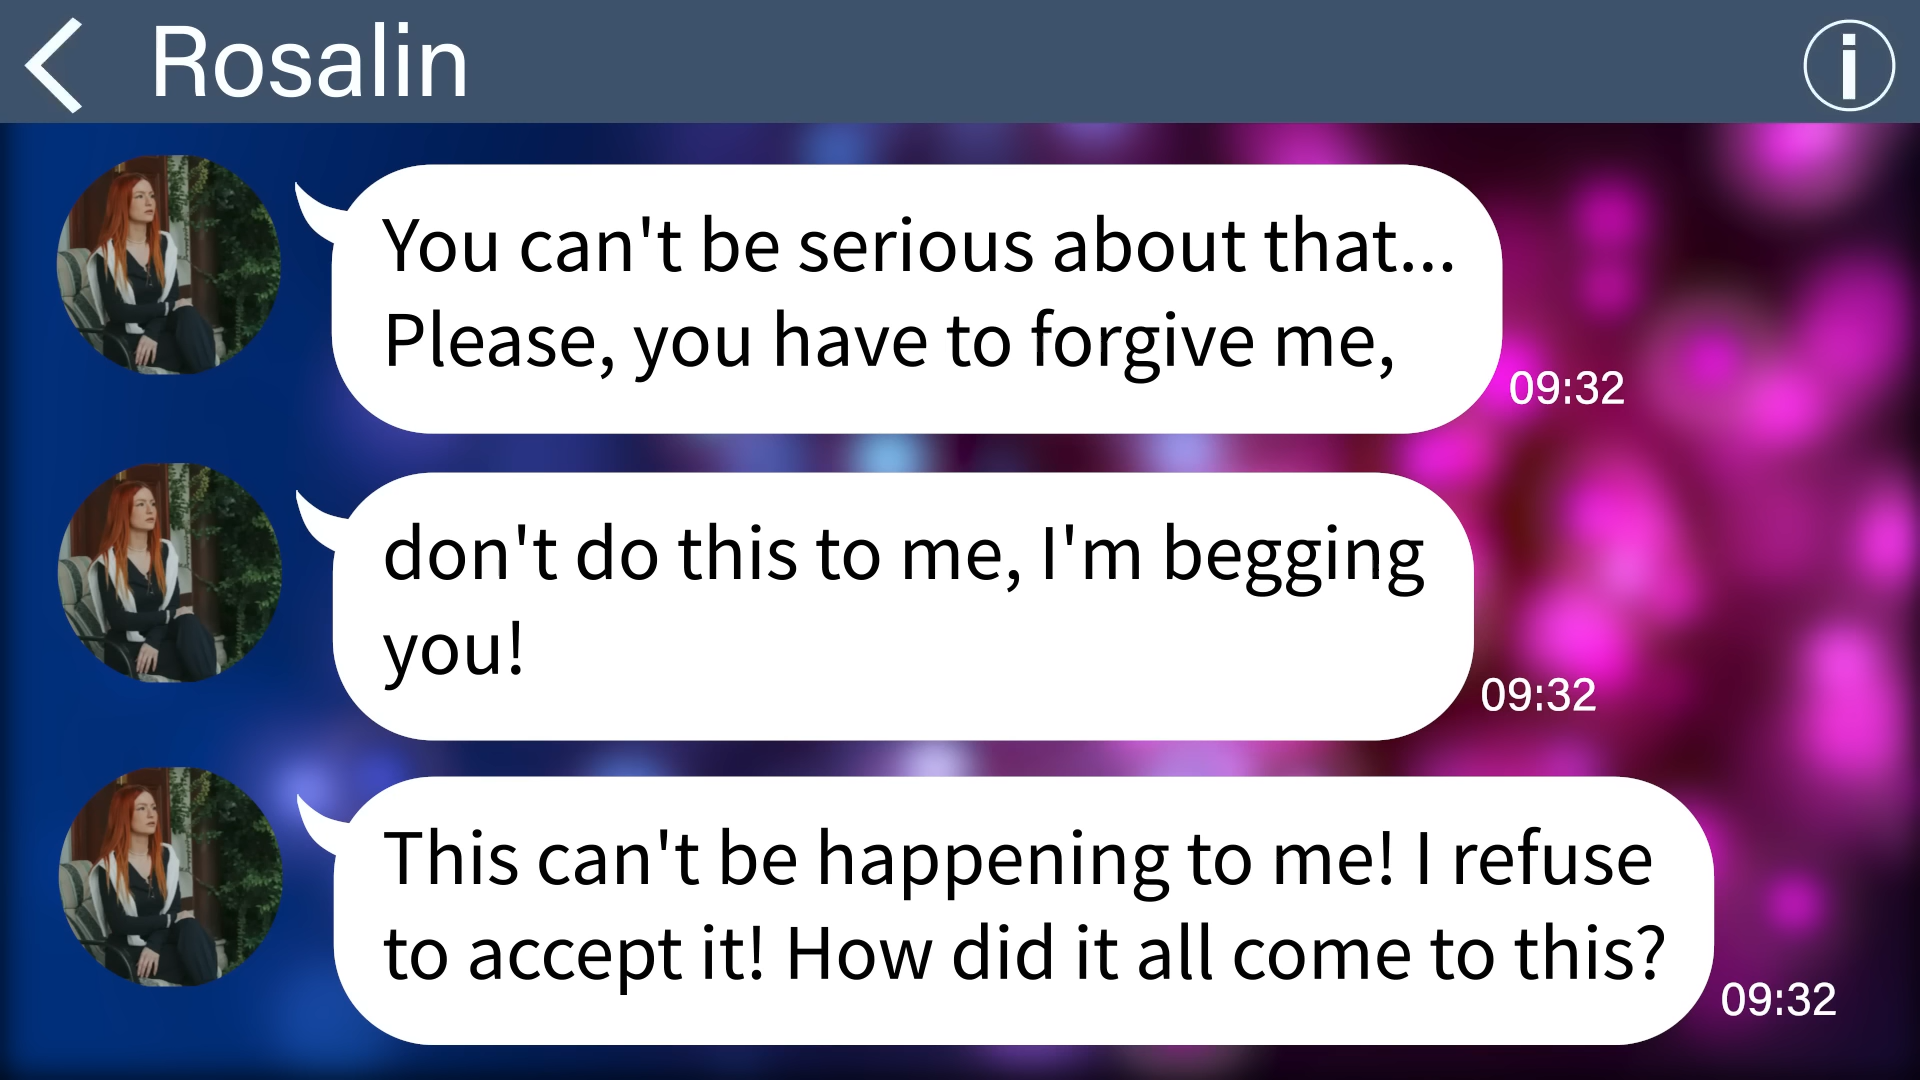 Rosalin
You can't be serious about that...
Please, you have to forgive me,
09:32
don't do this to me, I'm begging
you!
09:32
This can't be happening to me! I refuse
to accept it! How did it all come to this?
09:32